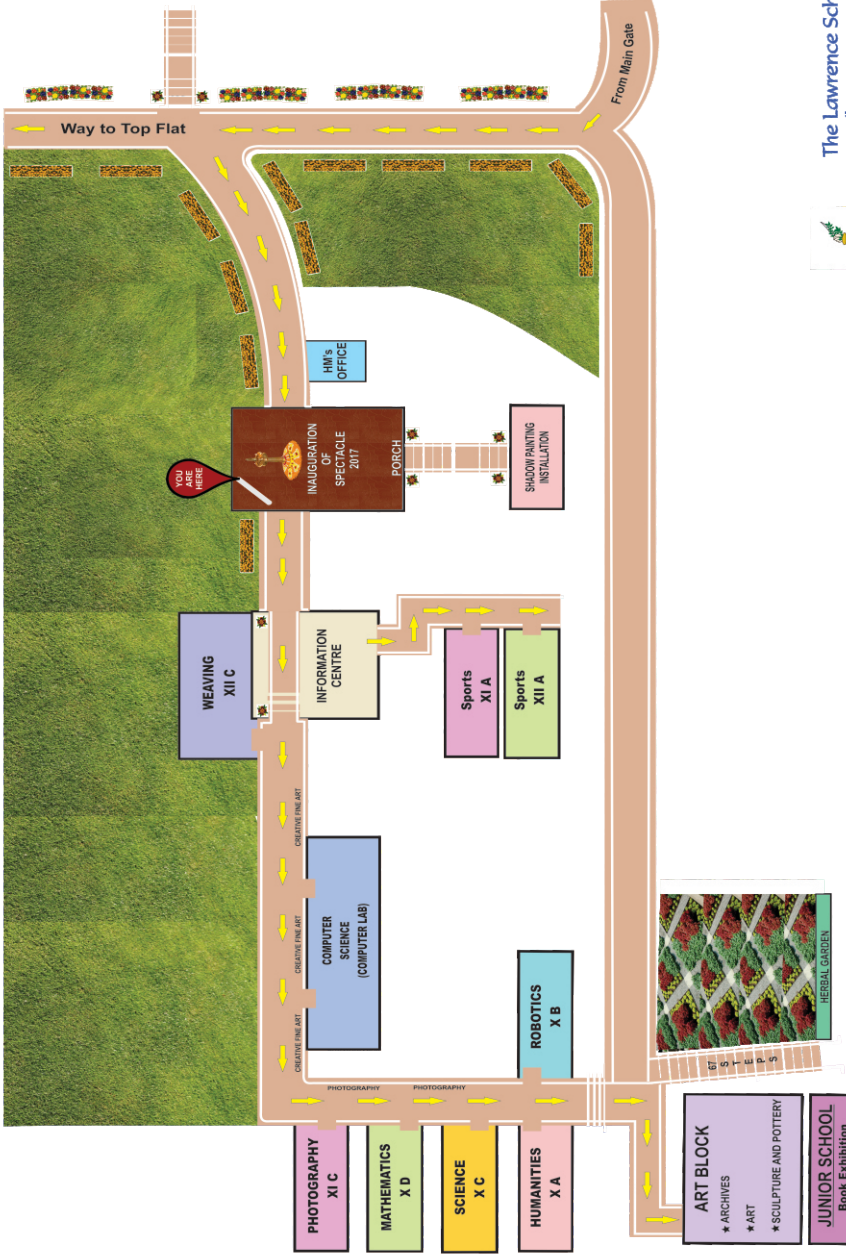 From Main Gate
Way to Top Flat
HM's
OFFICE
YOU
ARE
HERE
INAUGURATION
OF
SPECTACLE
2017
PORCH
SHADOW PAINTING
INSTALLATION
WEAVING
XII C
INFORMATION
CENTRE
Sports
XI A
Sports
XII A
CREATIVE FINE ART
CREATIVE FINE ART
CREATIVE FINE ART
COMPUTER
SCIENCE
(COMPUTER LAB)
PHOTOGRAPHY
PHOTOGRAPHY
ROBOTICS
X B
PHOTOGRAPHY
XI C
MATHEMATICS
X D
SCIENCE
X C
HUMANITIES
X A
67
STEPS
HERBAL GARDEN
ART BLOCK
★ ARCHIVES
★ ART
★ SCULPTURE AND POTTERY
JUNIOR SCHOOL
Book Exhibition
The Lawrence Sch